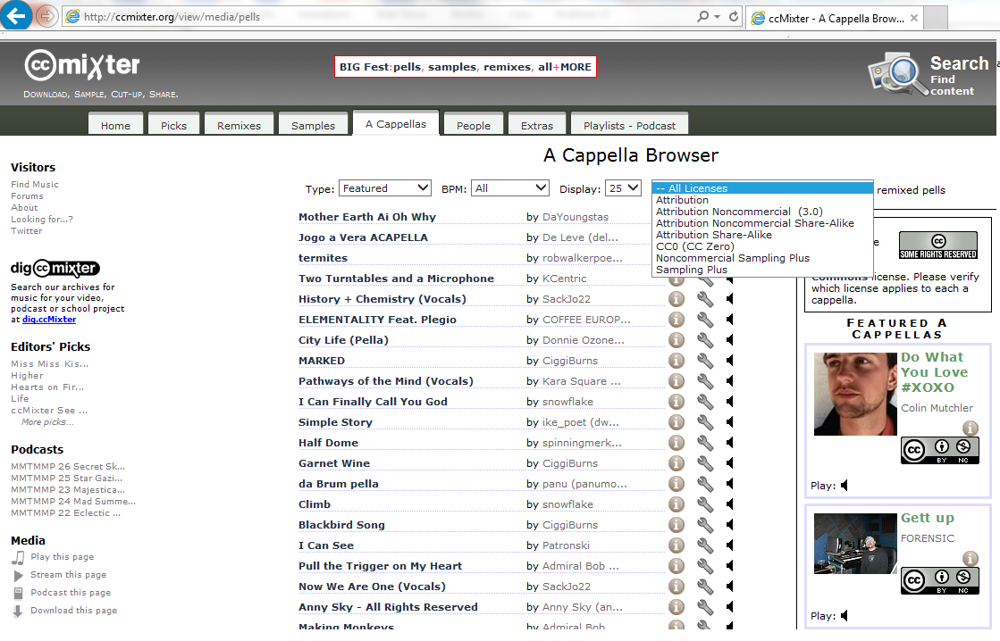 http://ccmixter.org/view/media/pells
ccMixter - A Cappella Brow...
cc mixter
Download, Sample, Cut-up, Share.
BIG Fest:pells, samples, remixes, all+MORE
Search
Find
content
Home
Picks
Remixes
Samples
A Cappellas
People
Extras
Playlists - Podcast
A Cappella Browser
Visitors
Find Music
Forums
About
Looking for...?
Twitter
dig cc mixter
Search our archives for
music for your video,
podcast or school project
at dig.ccMixter
Editors' Picks
Miss Miss Kis...
Higher
Hearts on Fir...
Life
ccMixter See ...
More picks...
Podcasts
MMTMMP 26 Secret Sk...
MMTMMP 25 Star Gazi...
MMTMMP 23 Majestica...
MMTMMP 24 Mad Summe...
MMTMMP 22 Eclectic ...
Media
Play this page
Stream this page
Podcast this page
Download this page
Type: Featured BPM: All Display: 25 remixed pells
-- All Licenses
Attribution
Attribution Noncommercial (3.0)
Attribution Noncommercial Share-Alike
Attribution Share-Alike
CC0 (CC Zero)
Noncommercial Sampling Plus
Sampling Plus
Mother Earth Ai Oh Why by DaYoungstas
Jogo a Vera ACAPELLA by De Leve (del...
termites by robwalkerpoe...
Two Turntables and a Microphone by KCentric
History + Chemistry (Vocals) by SackJo22
ELEMENTALITY Feat. Plegio by COFFEE EUROP...
City Life (Pella) by Donnie Ozone...
MARKED by CiggiBurns
Pathways of the Mind (Vocals) by Kara Square ...
I Can Finally Call You God by snowflake
Simple Story by ike_poet (dw...
Half Dome by spinningmerk...
Garnet Wine by CiggiBurns
da Brum pella by panu (panumo...
Climb by snowflake
Blackbird Song by CiggiBurns
I Can See by Patronski
Pull the Trigger on My Heart by Admiral Bob ...
Now We Are One (Vocals) by SackJo22
Anny Sky - All Rights Reserved by Anny Sky (an...
Making Monkeys by Admiral Bob
cc
SOME RIGHTS RESERVED
Commons license. Please verify
which license applies to each a
cappella.
Featured A
Cappellas
Do What
You Love
#XOXO
Colin Mutchler
cc BY NC
Play:
Gett up
FORENSIC
cc BY NC
Play: